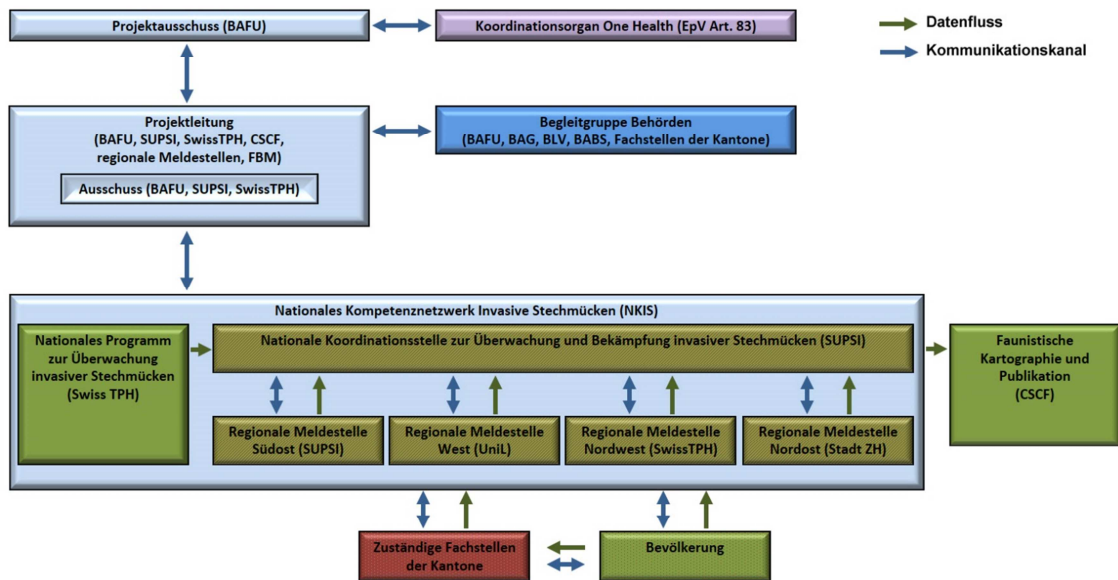 Projektausschuss (BAFU)
Koordinationsorgan One Health (EpV Art. 83)
Datenfluss
Kommunikationskanal
Projektleitung
(BAFU, SUPSI, SwissTPH, CSCF,
regionale Meldestellen, FBM)
Ausschuss (BAFU, SUPSI, SwissTPH)
Begleitgruppe Behörden
(BAFU, BAG, BLV, BABS, Fachstellen der Kantone)
Nationales Kompetenznetzwerk Invasive Stechmücken (NKIS)
Nationales Programm
zur Überwachung
invasiver Stechmücken
(Swiss TPH)
Nationale Koordinationsstelle zur Überwachung und Bekämpfung invasiver Stechmücken (SUPSI)
Regionale Meldestelle
Südost (SUPSI)
Regionale Meldestelle
West (UniL)
Regionale Meldestelle
Nordwest (SwissTPH)
Regionale Meldestelle
Nordost (Stadt ZH)
Faunistische
Kartographie und
Publikation
(CSCF)
Zuständige Fachstellen
der Kantone
Bevölkerung